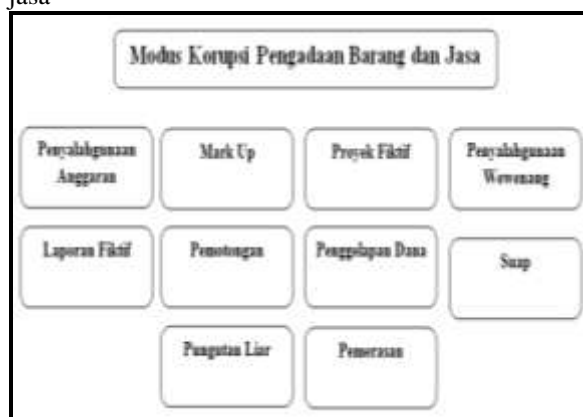 jasa
Modus Korupsi Pengadaan Barang dan Jasa
Penyalahgunaan
Anggaran
Mark Up
Proyek Fiktif
Penyalahgunaan
Wewenang
Laporan Fiktif
Pemotongan
Penggelapan Dana
Suap
Pungutan Liar
Pemerasan